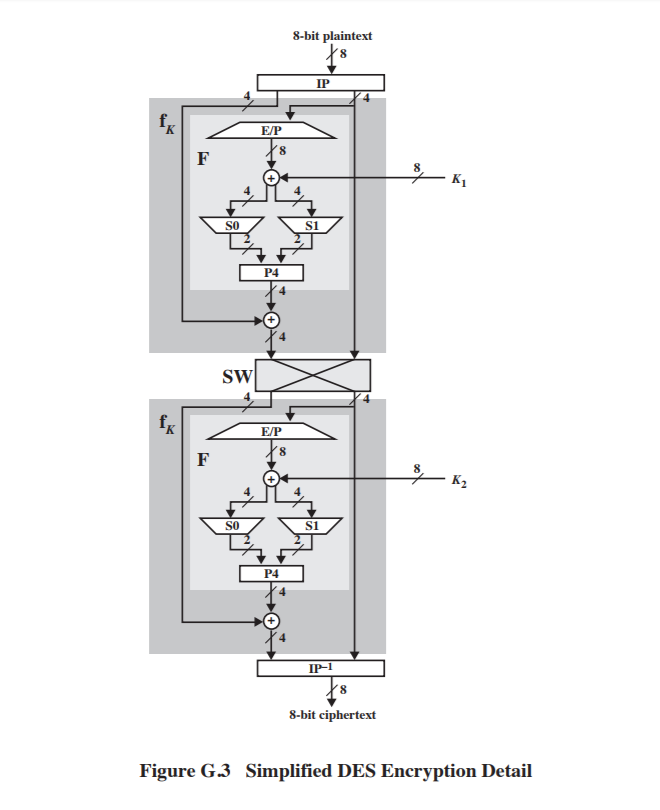 8-bit plaintext
8
IP
4
4
fK
E/P
F
8
8
K1
4
4
S0
S1
2
2
P4
4
4
SW
4
4
fK
E/P
F
8
8
K2
4
4
S0
S1
2
2
P4
4
4
IP–1
8
8-bit ciphertext
Figure G.3 Simplified DES Encryption Detail